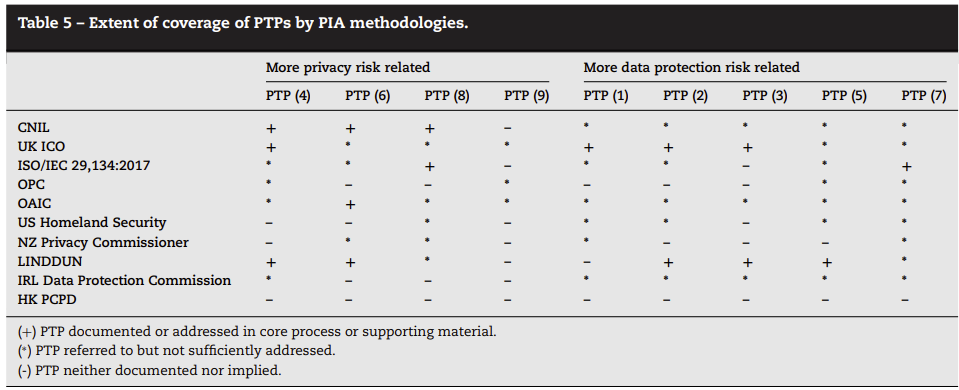 Table 5 – Extent of coverage of PTPs by PIA methodologies.
More privacy risk related More data protection risk related
PTP (4) PTP (6) PTP (8) PTP (9) PTP (1) PTP (2) PTP (3) PTP (5) PTP (7)
CNIL + + + – * * * * *
UK ICO + * * * + + + * *
ISO/IEC 29,134:2017 * * + – * * – * +
OPC * – – * – – – * *
OAIC * + * * * * * * *
US Homeland Security – – * – * * – * *
NZ Privacy Commissioner – * * – * – – – *
LINDDUN + + * – – + + + *
IRL Data Protection Commission * – – – * * * * *
HK PCPD – – – – – – – – –
(+) PTP documented or addressed in core process or supporting material.
(*) PTP referred to but not sufficiently addressed.
(-) PTP neither documented nor implied.